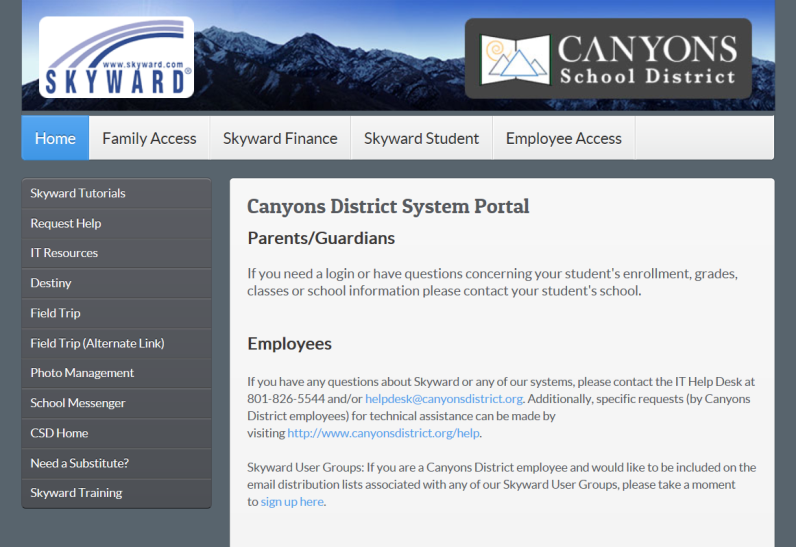 www.skyward.com
SKYWARD®
CANYONS
School District
Home
Family Access
Skyward Finance
Skyward Student
Employee Access
Skyward Tutorials
Request Help
IT Resources
Destiny
Field Trip
Field Trip (Alternate Link)
Photo Management
School Messenger
CSD Home
Need a Substitute?
Skyward Training
Canyons District System Portal
Parents/Guardians
If you need a login or have questions concerning your student's enrollment, grades,
classes or school information please contact your student's school.
Employees
If you have any questions about Skyward or any of our systems, please contact the IT Help Desk at
801-826-5544 and/or helpdesk@canyonsdistrict.org. Additionally, specific requests (by Canyons
District employees) for technical assistance can be made by
visiting http://www.canyonsdistrict.org/help.
Skyward User Groups: If you are a Canyons District employee and would like to be included on the
email distribution lists associated with any of our Skyward User Groups, please take a moment
to sign up here.